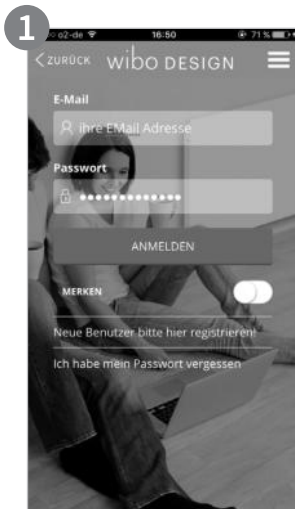 1
o2-de 16:50 71 %
ZURÜCK wibo DESIGN
E-Mail
ihre EMail Adresse
Passwort
ANMELDEN
MERKEN
Neue Benutzer bitte hier registrieren!
Ich habe mein Passwort vergessen